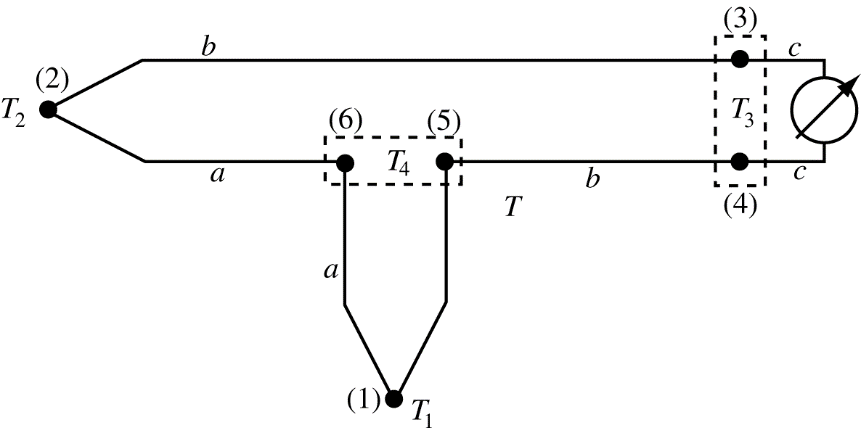 (3)
b
c
(2)
T₂
(6)
(5)
T₄
T₃
a
b
c
T
(4)
a
(1)
T₁